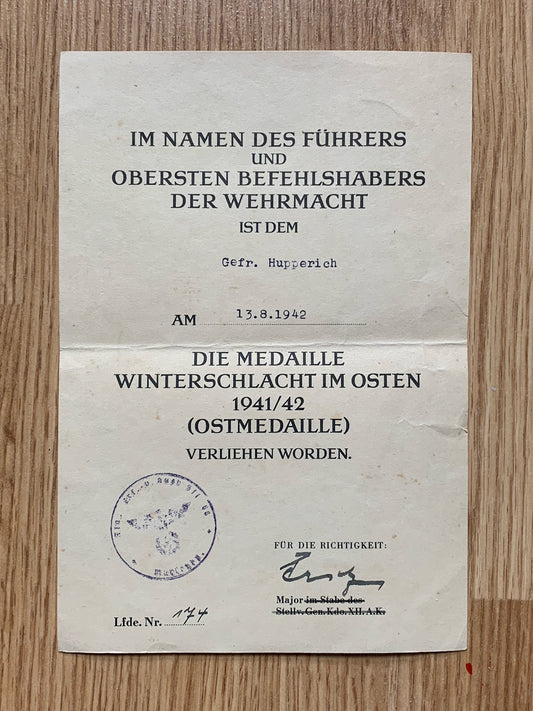 IM NAMEN DES FÜHRERS
UND
OBERSTEN BEFEHLSHABERS
DER WEHRMACHT
IST DEM
Gefr. Hupperich
AM 13.8.1942
DIE MEDAILLE
WINTERSCHLACHT IM OSTEN
1941/42
(OSTMEDAILLE)
VERLIEHEN WORDEN.
FÜR DIE RICHTIGKEIT:
Major im Stabe des
Stellv. Gen. Kdo. XII. A.K.
Lfde. Nr. 174